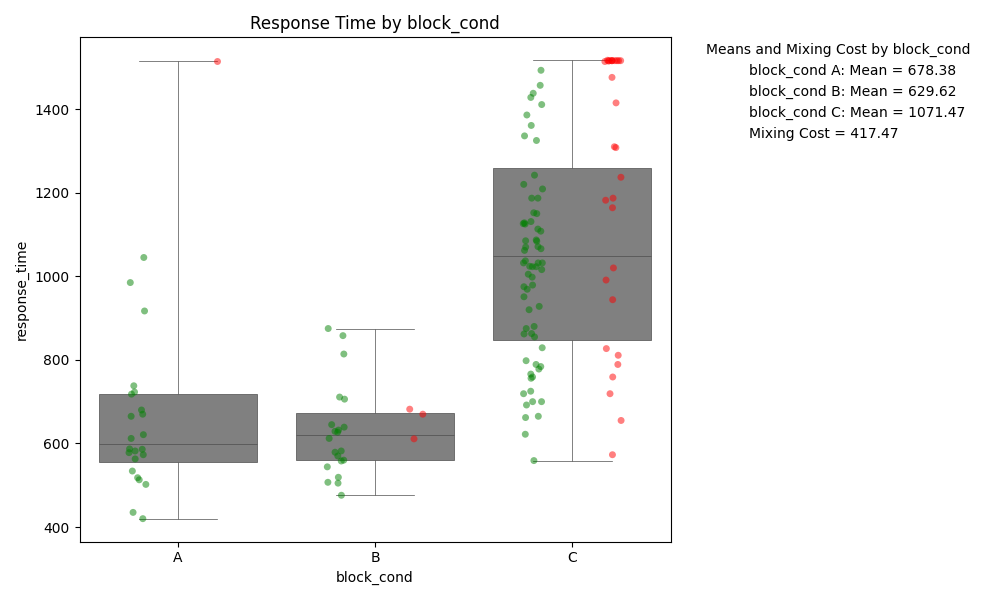 Response Time by block_cond
Means and Mixing Cost by block_cond
block_cond A: Mean = 678.38
block_cond B: Mean = 629.62
block_cond C: Mean = 1071.47
Mixing Cost = 417.47
response_time
1400
1200
1000
800
600
400
A
B
C
block_cond